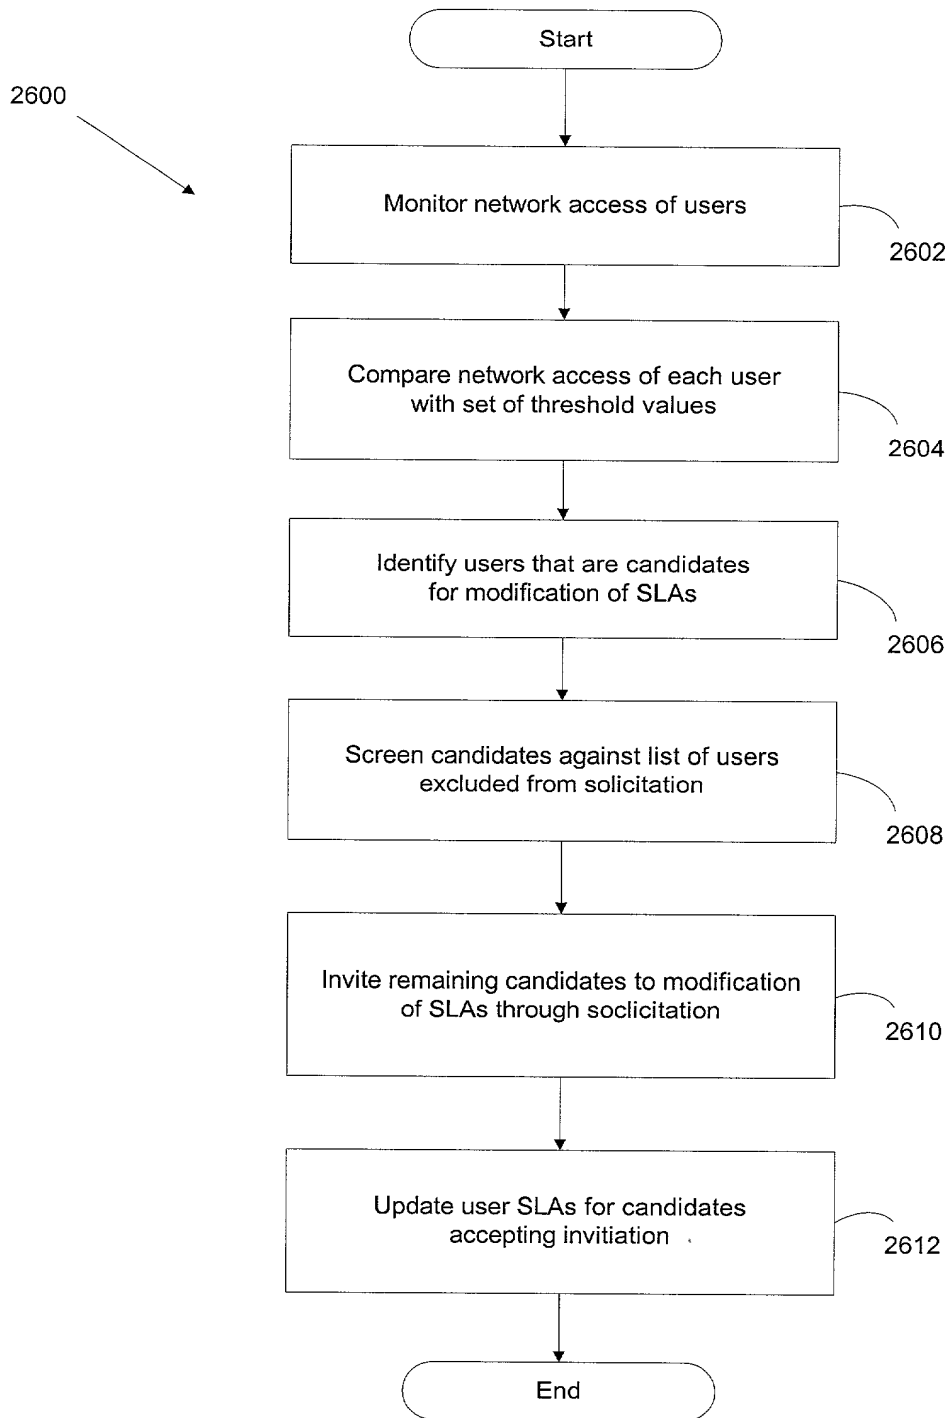 Start
2600
Monitor network access of users
2602
Compare network access of each user
with set of threshold values
2604
Identify users that are candidates
for modification of SLAs
2606
Screen candidates against list of users
excluded from solicitation
2608
Invite remaining candidates to modification
of SLAs through soclicitation
2610
Update user SLAs for candidates
accepting invitiation
2612
End